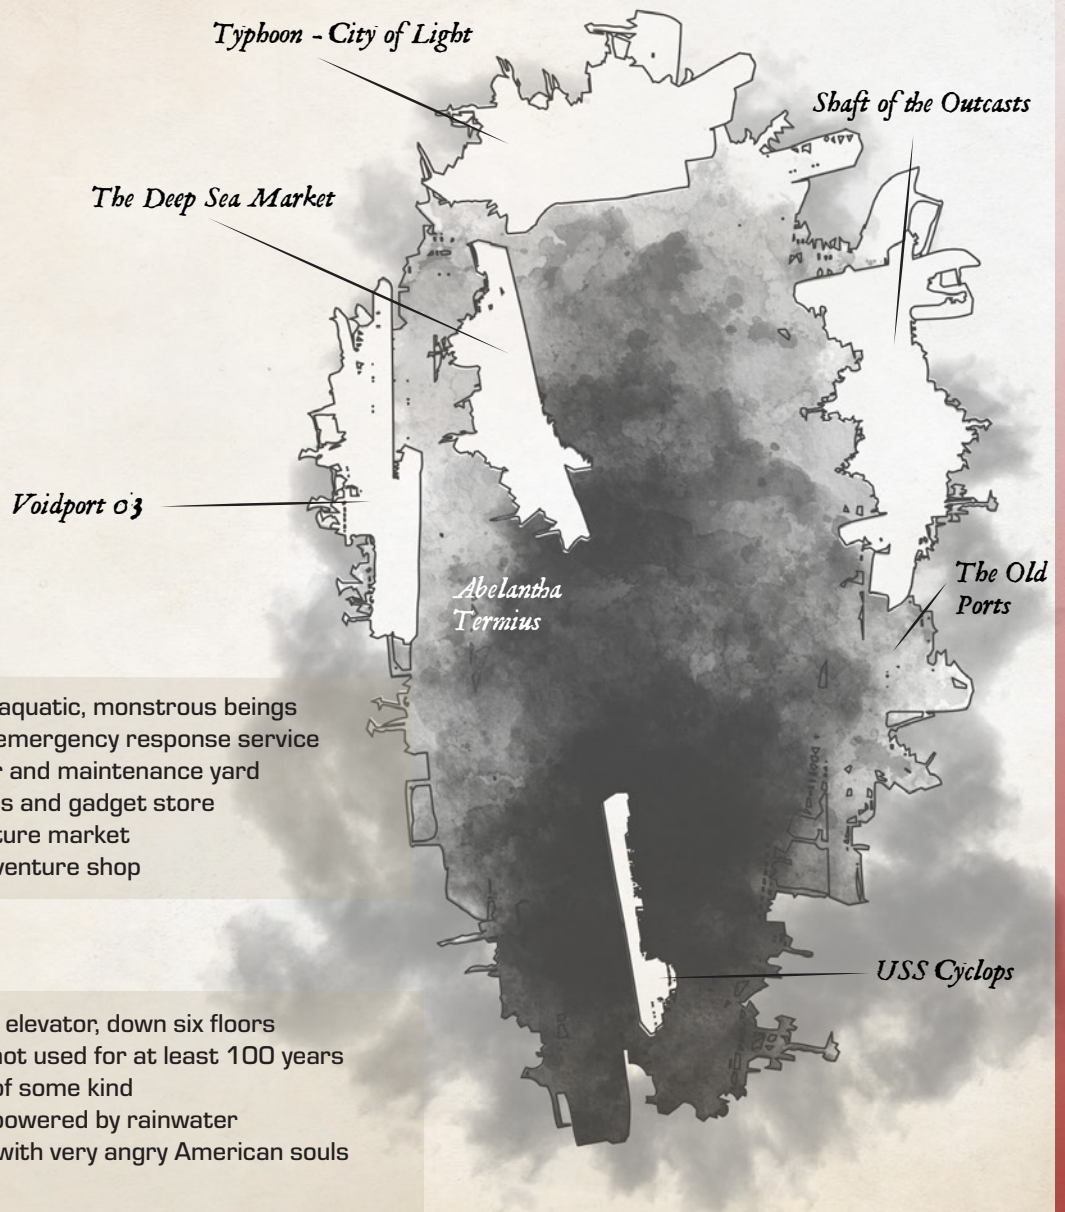 Typhoon - City of Light
Shaft of the Outcasts
The Deep Sea Market
Voidport 03
Abelantha
Termius
The Old
Ports
aquatic, monstrous beings
emergency response service
and maintenance yard
and gadget store
market
shop
USS Cyclops
elevator, down six floors
not used for at least 100 years
of some kind
powered by rainwater
with very angry American souls